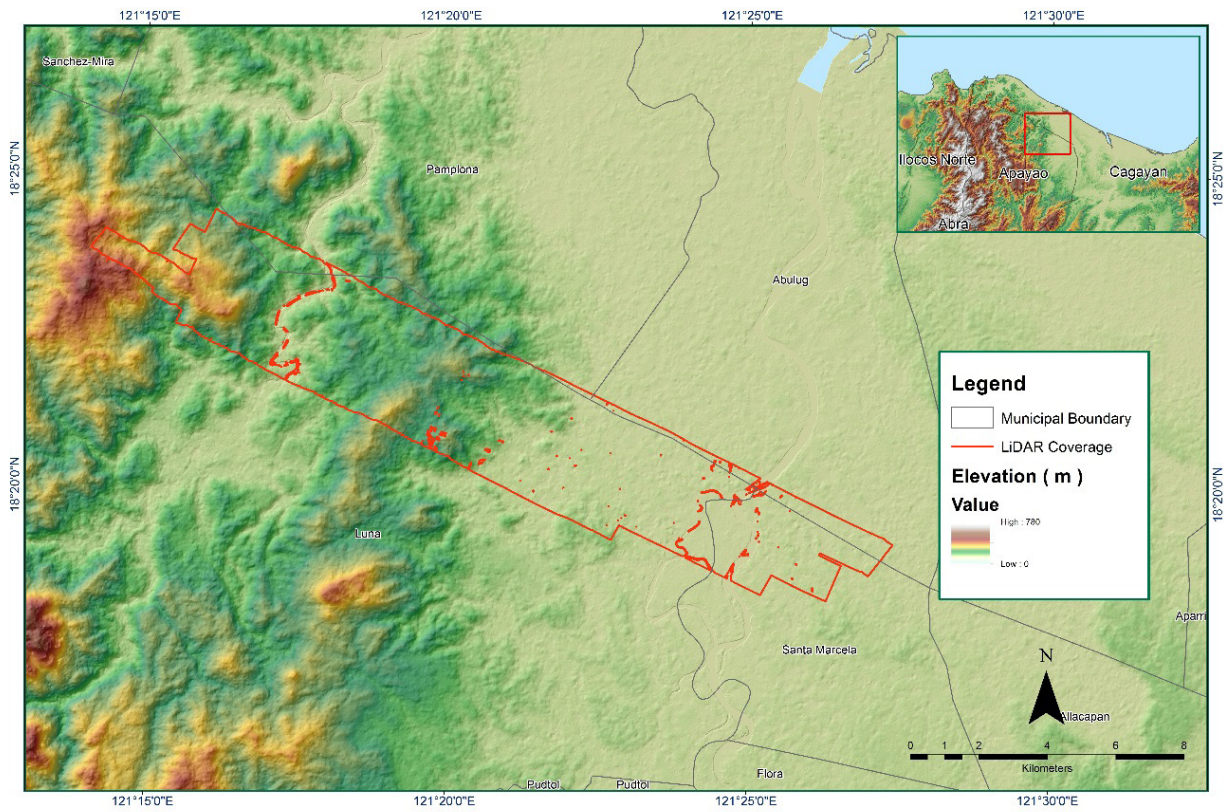 121°15'0"E
121°20'0"E
121°25'0"E
121°30'0"E
Sanchez-Mira
18°25'0"N
Pamplona
Ilocos Norte
Apayao
Cagayan
Abra
18°25'0"N
Abulug
Legend
Municipal Boundary
LiDAR Coverage
Elevation ( m )
Value
High : 780
Low : 0
18°20'0"N
18°20'0"N
Luna
Aparri
Santa Marcela
N
Allacapan
0 1 2 4 6 8
Kilometers
Flora
Pudtol
Pudtol
121°15'0"E
121°20'0"E
121°25'0"E
121°30'0"E